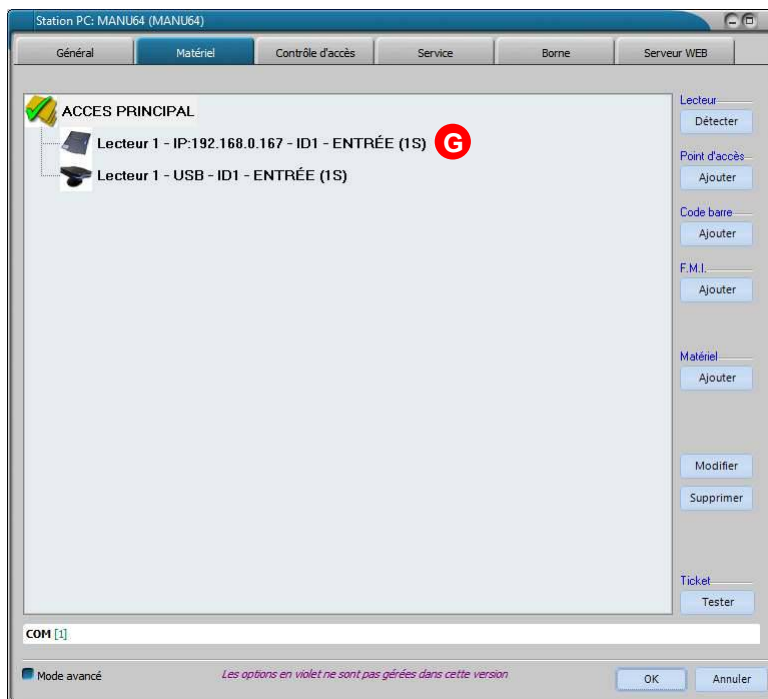 Station PC: MANU64 (MANU64)
Général
Matériel
Contrôle d'accès
Service
Borne
Serveur WEB
ACCES PRINCIPAL
Lecteur 1 - IP:192.168.0.167 - ID1 - ENTRÉE (1S)
G
Lecteur 1 - USB - ID1 - ENTRÉE (1S)
Lecteur
Détecter
Point d'accès
Ajouter
Code barre
Ajouter
F.M.I.
Ajouter
Matériel
Ajouter
Modifier
Supprimer
Ticket
Tester
COM [1]
Mode avancé
Les options en violet ne sont pas gérées dans cette version
OK
Annuler